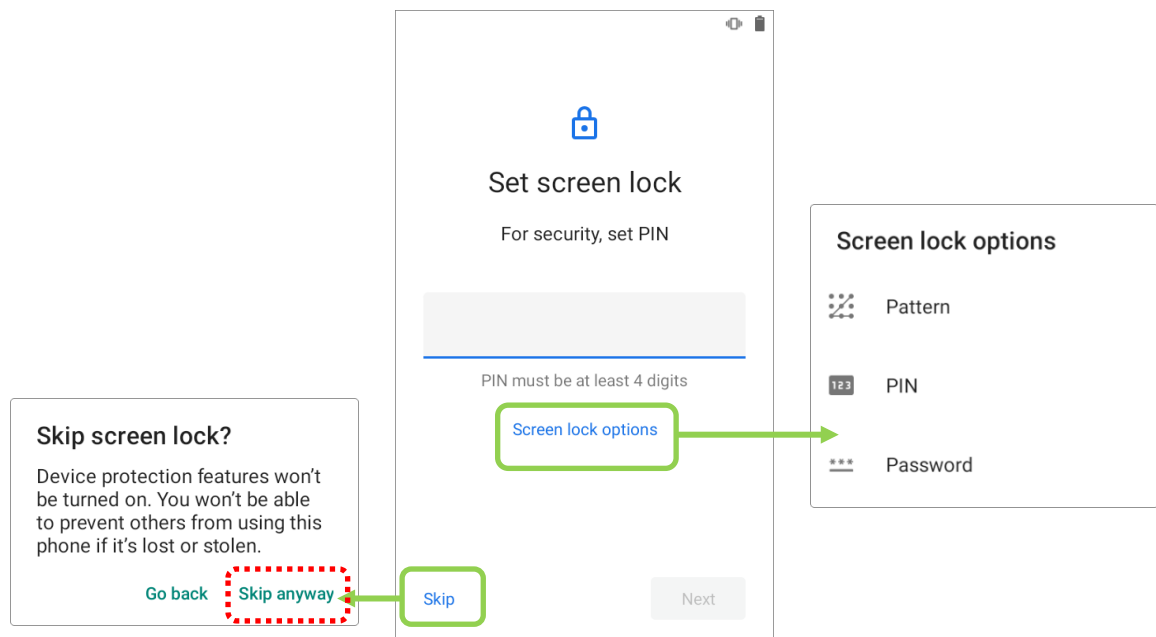 Set screen lock
For security, set PIN
PIN must be at least 4 digits
Screen lock options
Skip
Next
Skip screen lock?
Device protection features won't
be turned on. You won't be able
to prevent others from using this
phone if it's lost or stolen.
Go back
Skip anyway
Screen lock options
Pattern
123
PIN
***
Password